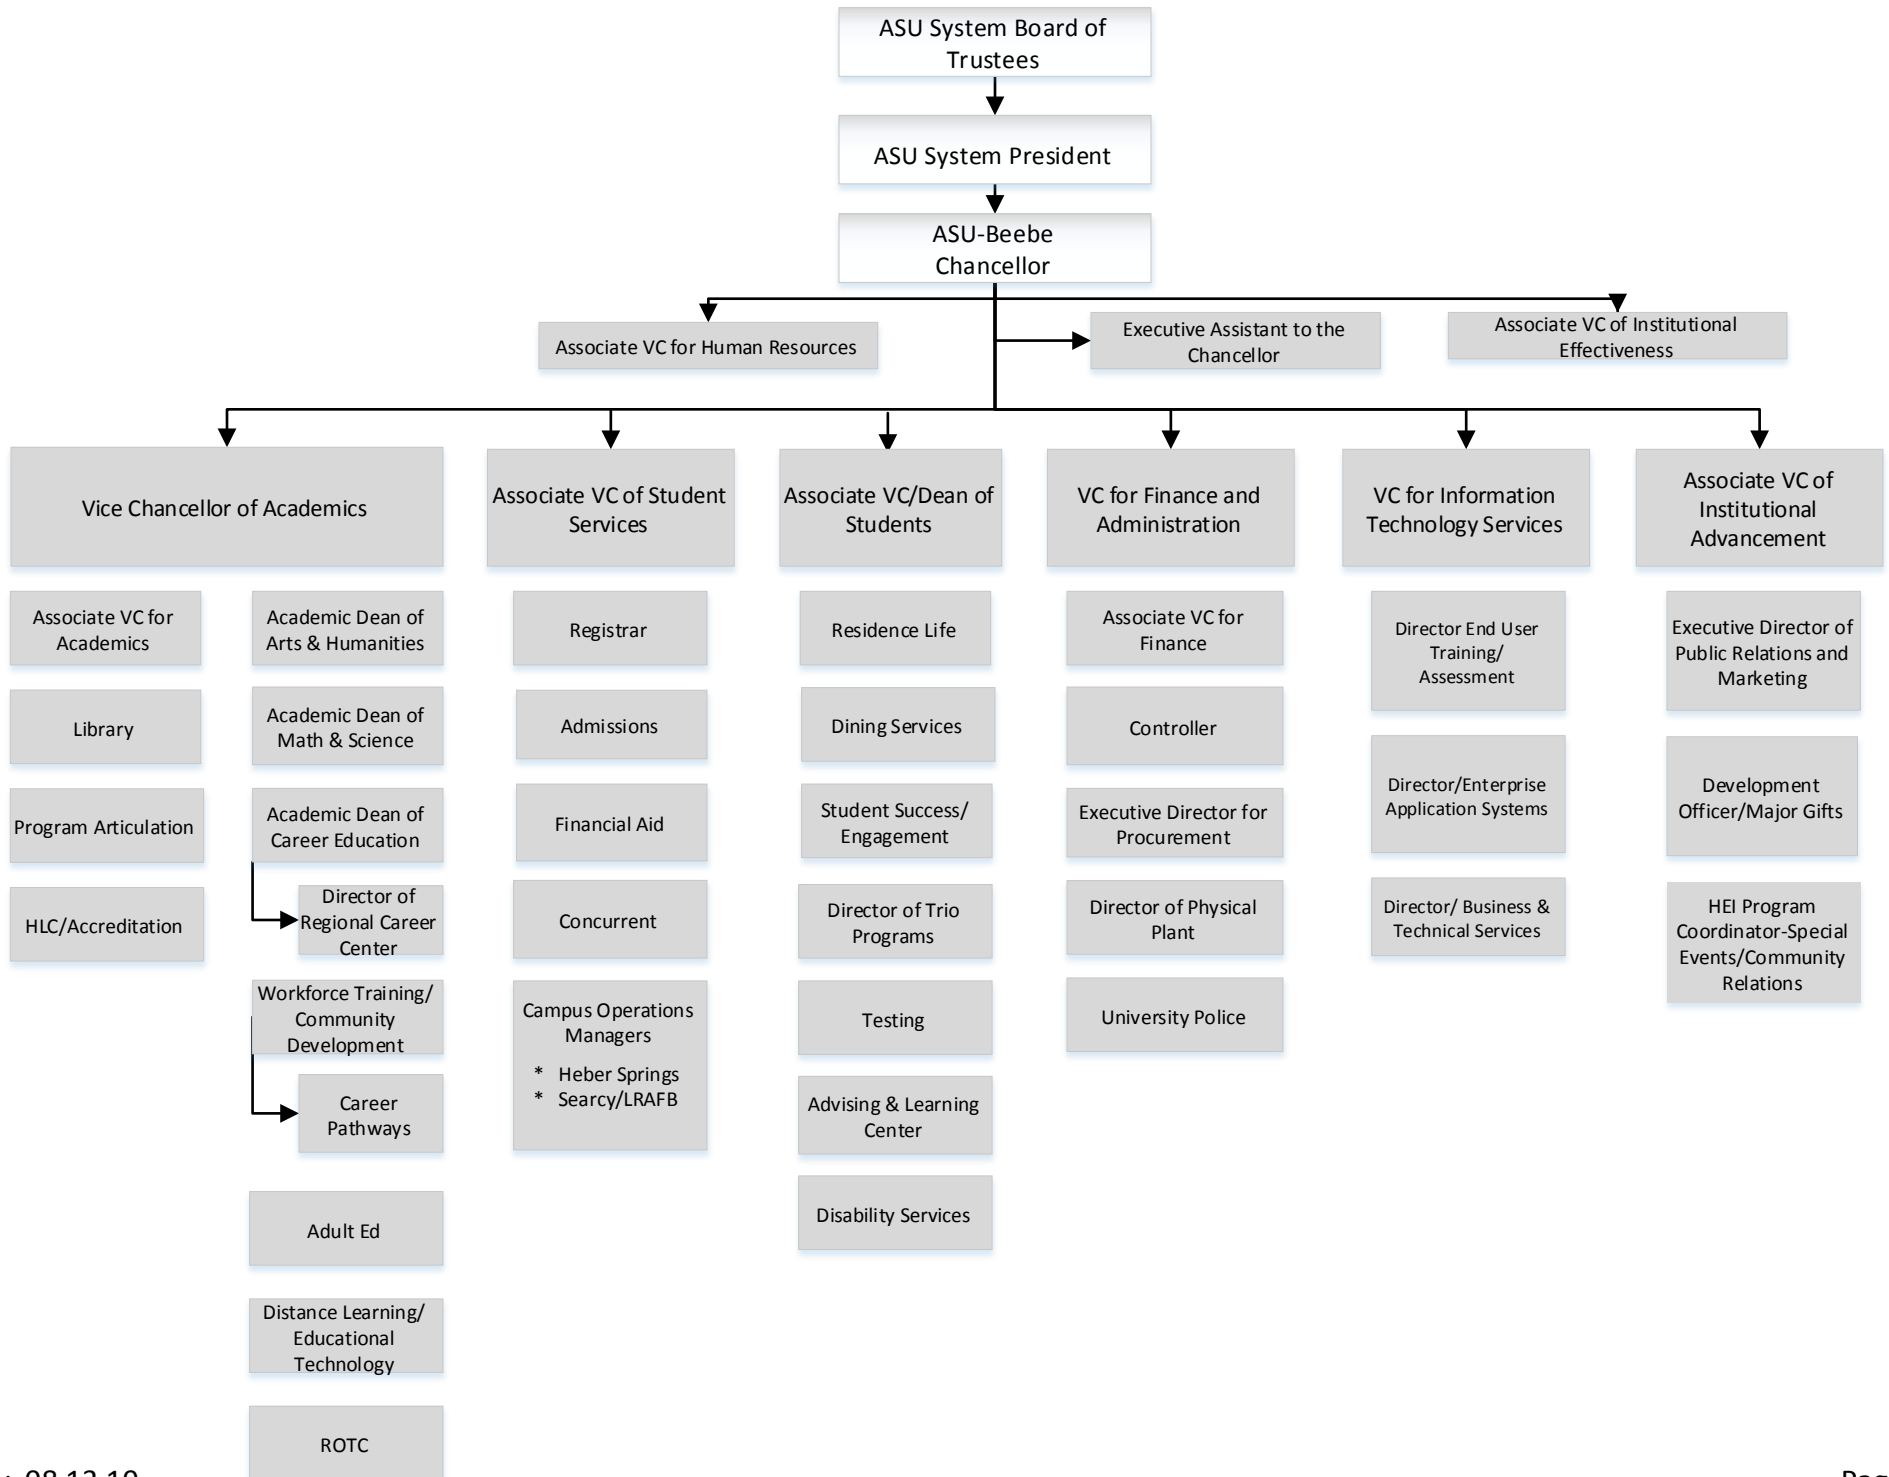 ASU System Board of
Trustees
ASU System President
ASU-Beebe
Chancellor
Associate VC for Human Resources
Executive Assistant to the
Chancellor
Associate VC of Institutional
Effectiveness
Vice Chancellor of Academics
Associate VC of Student
Services
Associate VC/Dean of
Students
VC for Finance and
Administration
VC for Information
Technology Services
Associate VC of
Institutional
Advancement
Associate VC for
Academics
Library
Program Articulation
HLC/Accreditation
Academic Dean of
Arts & Humanities
Academic Dean of
Math & Science
Academic Dean of
Career Education
Director of
Regional Career
Center
Workforce Training/
Community
Development
Career
Pathways
Adult Ed
Distance Learning/
Educational
Technology
ROTC
Registrar
Admissions
Financial Aid
Concurrent
Campus Operations
Managers
* Heber Springs
* Searcy/LRAFB
Residence Life
Dining Services
Student Success/
Engagement
Director of Trio
Programs
Testing
Advising & Learning
Center
Disability Services
Associate VC for
Finance
Controller
Executive Director for
Procurement
Director of Physical
Plant
University Police
Director End User
Training/
Assessment
Director/Enterprise
Application Systems
Director/ Business &
Technical Services
Executive Director of
Public Relations and
Marketing
Development
Officer/Major Gifts
HEI Program
Coordinator-Special
Events/Community
Relations